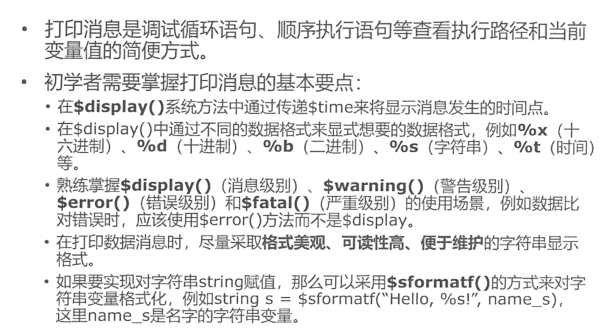 • 打印消息是调试循环语句、顺序执行语句等查看执行路径和当前
变量值的简便方式。
• 初学者需要掌握打印消息的基本要点：
• 在$display()系统方法中通过传递$time来将显示消息发生的时间点。
• 在$display()中通过不同的数据格式来显式想要的数据格式，例如%x（十
六进制）、%d（十进制）、%b（二进制）、%s（字符串）、%t（时间）
等。
• 熟练掌握$display()（消息级别）、$warning()（警告级别）、
$error()（错误级别）和$fatal()（严重级别）的使用场景，例如数据比
对错误时，应该使用$error()方法而不是$display。
• 在打印数据消息时，尽量采取格式美观、可读性高、便于维护的字符串显示
格式。
• 如果要实现对字符串string赋值，那么可以采用$sformatf()的方式来对字
符串变量格式化，例如string s = $sformatf(“Hello, %s!”, name_s),
这里name_s是名字的字符串变量。